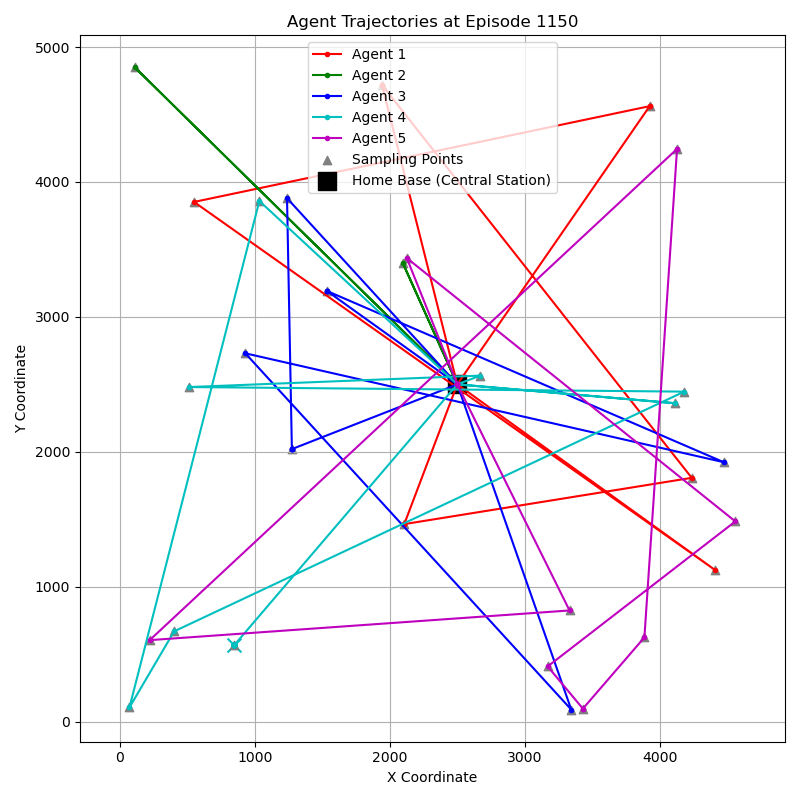 Agent Trajectories at Episode 1150
Agent 1
Agent 2
Agent 3
Agent 4
Agent 5
Sampling Points
Home Base (Central Station)
Y Coordinate
5000
4000
3000
2000
1000
0
0 1000 2000 3000 4000
X Coordinate